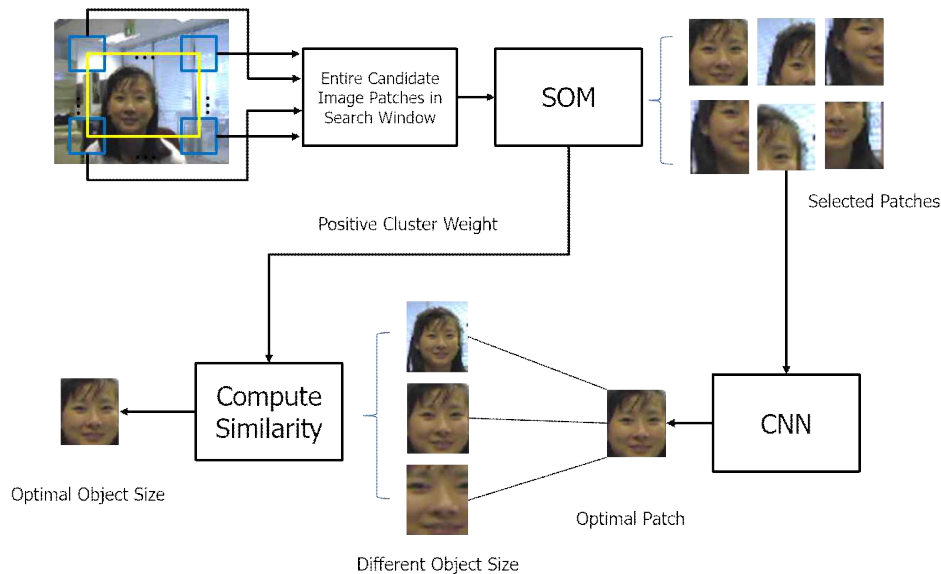 Entire Candidate
Image Patches in
Search Window
SOM
Selected Patches
Positive Cluster Weight
Compute
Similarity
CNN
Optimal Object Size
Optimal Patch
Different Object Size